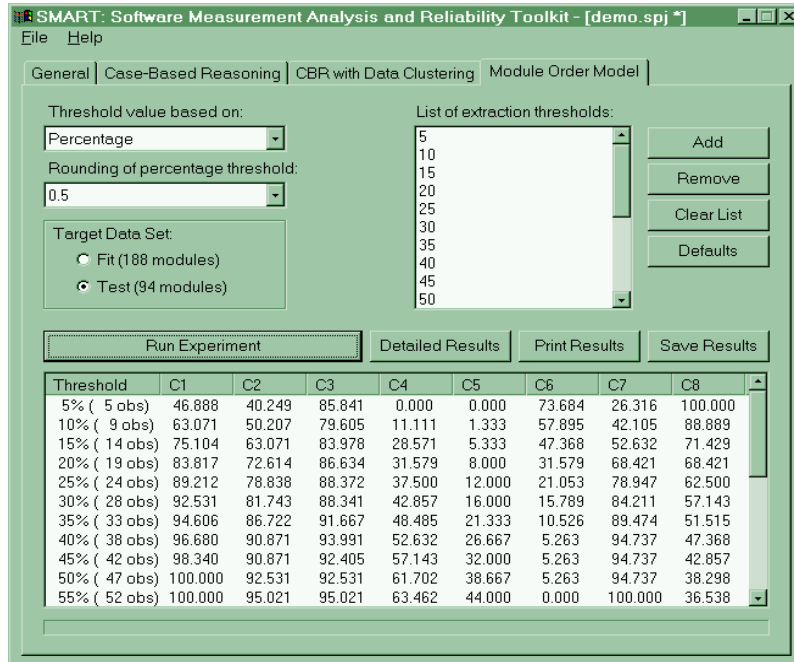 SMART: Software Measurement Analysis and Reliability Toolkit - [demo.spj *]
File Help
General Case-Based Reasoning CBR with Data Clustering Module Order Model
Threshold value based on:
Percentage
Rounding of percentage threshold:
0.5
Target Data Set:
Fit (188 modules)
Test (94 modules)
List of extraction thresholds:
5
10
15
20
25
30
35
40
45
50
Add
Remove
Clear List
Defaults
Run Experiment Detailed Results Print Results Save Results
Threshold C1 C2 C3 C4 C5 C6 C7 C8
5% ( 5 obs) 46.888 40.249 85.841 0.000 0.000 73.684 26.316 100.000
10% ( 9 obs) 63.071 50.207 79.605 11.111 1.333 57.895 42.105 88.889
15% ( 14 obs) 75.104 63.071 83.978 28.571 5.333 47.368 52.632 71.429
20% ( 19 obs) 83.817 72.614 86.634 31.579 8.000 31.579 68.421 68.421
25% ( 24 obs) 89.212 78.838 88.372 37.500 12.000 21.053 78.947 62.500
30% ( 28 obs) 92.531 81.743 88.341 42.857 16.000 15.789 84.211 57.143
35% ( 33 obs) 94.606 86.722 91.667 48.485 21.333 10.526 89.474 51.515
40% ( 38 obs) 96.680 90.871 93.991 52.632 26.667 5.263 94.737 47.368
45% ( 42 obs) 98.340 90.871 92.405 57.143 32.000 5.263 94.737 42.857
50% ( 47 obs) 100.000 92.531 92.531 61.702 38.667 5.263 94.737 38.298
55% ( 52 obs) 100.000 95.021 95.021 63.462 44.000 0.000 100.000 36.538